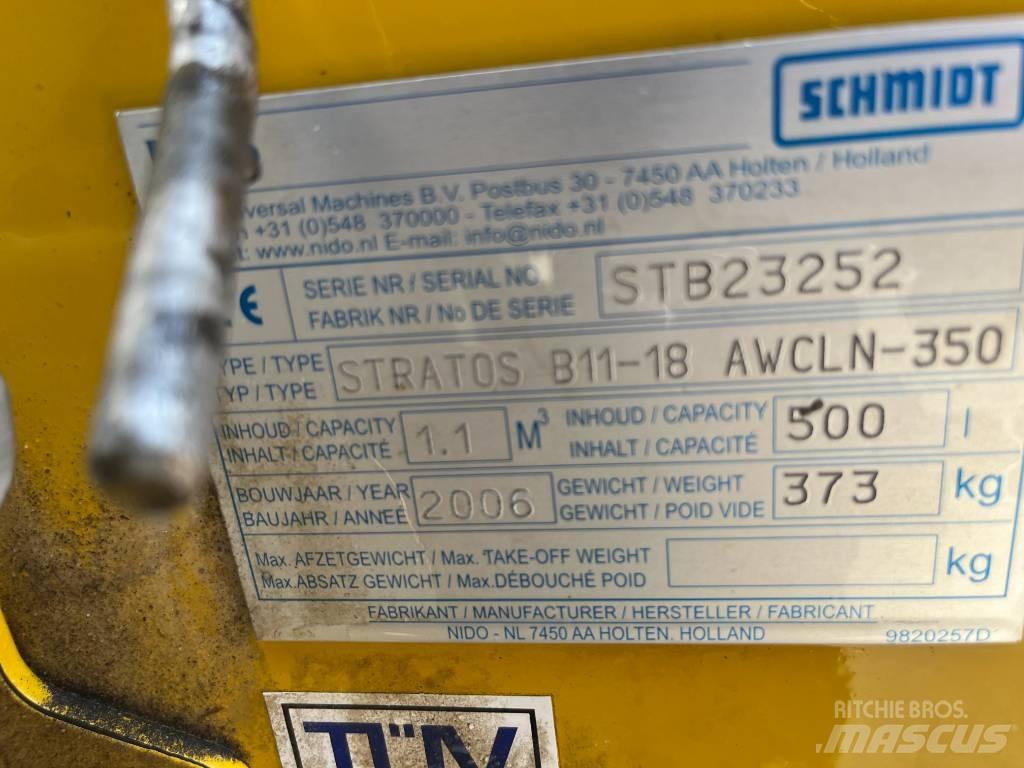 SCHMIDT
Machines B.V. Postbus 30 - 7450 AA Holten / Holland
+31 (0)548 370000 - Telefax +31 (0)548 370233
www.nido.nl E-mail: info@nido.nl
CE
SERIE NR / SERIAL NO.
FABRIK NR / No DE SERIE
STB23252
TYPE / TYPE
TYP / TYPE
STRATOS B11-18 AWCLN-350
INHOUD / CAPACITY
INHALT / CAPACITÉ
1.1 M³
INHOUD / CAPACITY
INHALT / CAPACITÉ
500 l
BOUWJAAR / YEAR
BAUJAHR / ANNEÉ
2006
GEWICHT / WEIGHT
GEWICHT / POID VIDE
373 kg
Max. AFZETGEWICHT / Max. TAKE-OFF WEIGHT
Max. ABSATZ GEWICHT / Max. DÉBOUCHÉ POID
kg
FABRIKANT / MANUFACTURER / HERSTELLER / FABRICANT
NIDO - NL 7450 AA HOLTEN. HOLLAND
9820257D
TÜV
RITCHIE BROS.
MASCUS